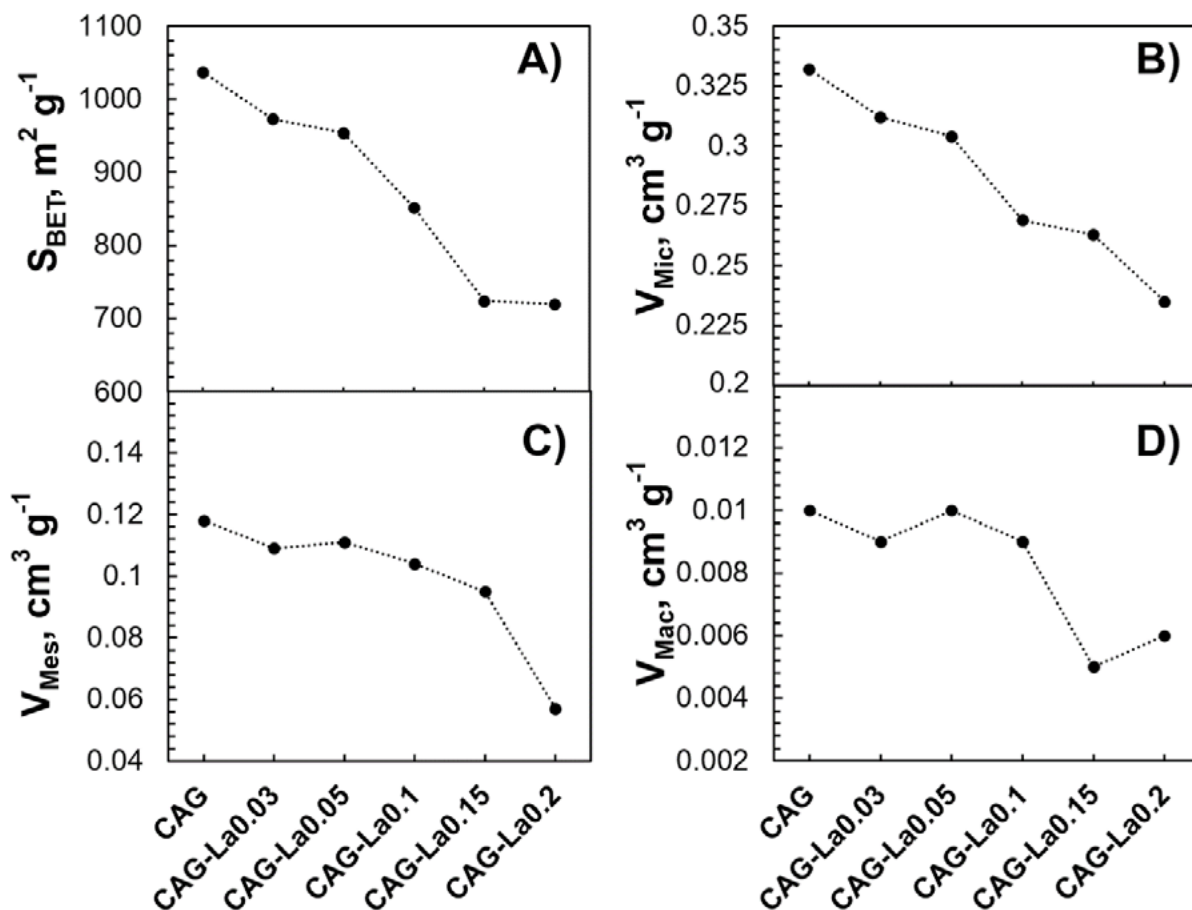 A)
S_BET, m² g⁻¹
1100
1000
900
800
700
600
B)
V_Mic, cm³ g⁻¹
0.35
0.325
0.3
0.275
0.25
0.225
0.2
C)
V_Mes, cm³ g⁻¹
0.14
0.12
0.1
0.08
0.06
0.04
CAG
CAG-La0.03
CAG-La0.05
CAG-La0.1
CAG-La0.15
CAG-La0.2
D)
V_Mac, cm³ g⁻¹
0.012
0.01
0.008
0.006
0.004
0.002
CAG
CAG-La0.03
CAG-La0.05
CAG-La0.1
CAG-La0.15
CAG-La0.2